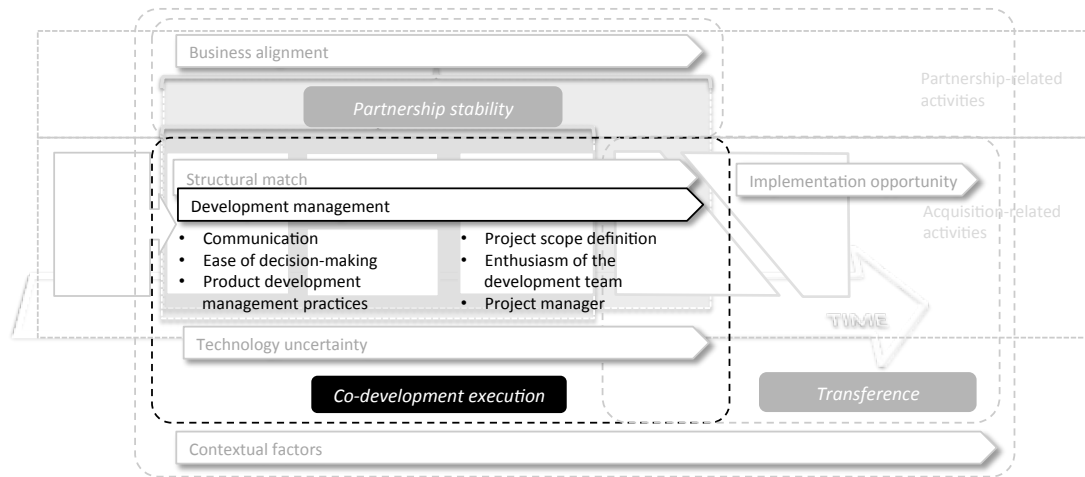 Business alignment
Partnership-related
activities
Partnership stability
Structural match
Implementation opportunity
Development management
Acquisition-related
activities
• Communication
• Ease of decision-making
• Product development
management practices
• Project scope definition
• Enthusiasm of the
development team
• Project manager
TIME
Technology uncertainty
Co-development execution
Transference
Contextual factors